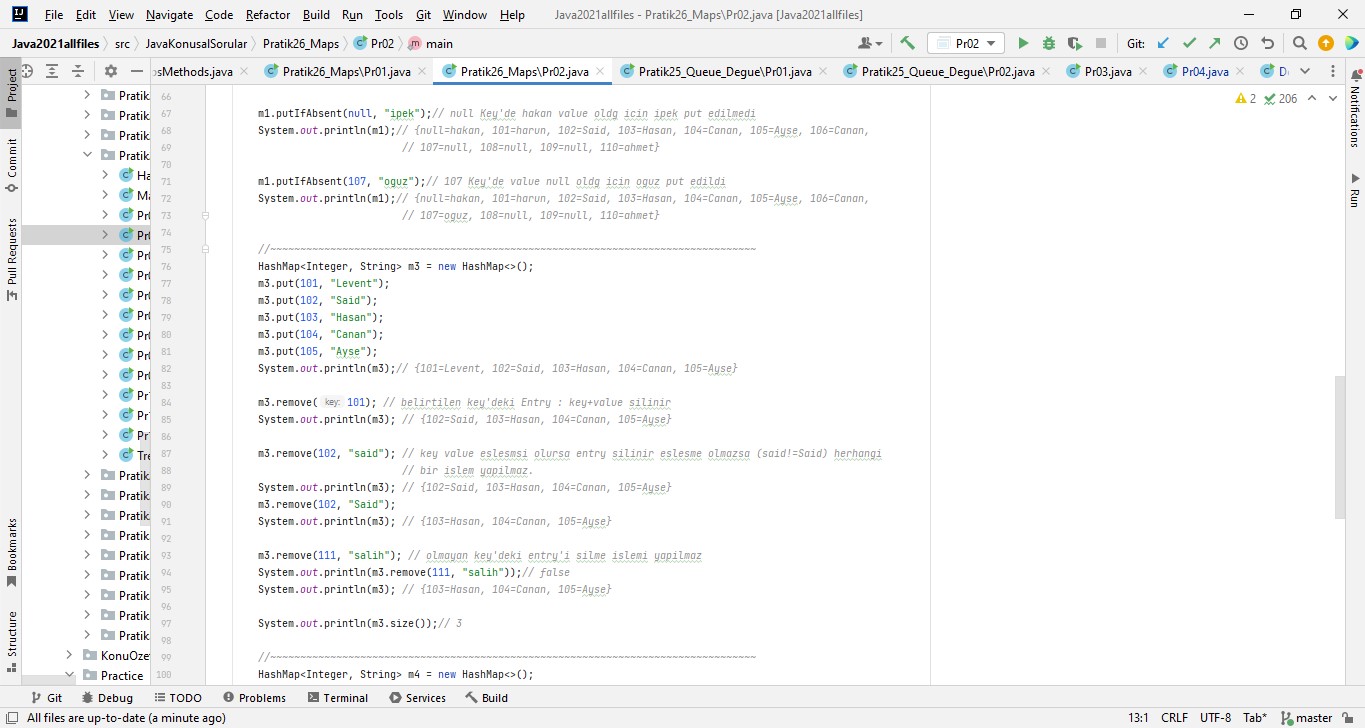 File Edit View Navigate Code Refactor Build Run Tools Git Window Help Java2021allfiles - Pratik26_Maps\Pr02.java [Java2021allfiles]
Java2021allfiles src JavaKonusalSorular Pratik26_Maps Pr02 main Pr02 Git:
osMethods.java Pratik26_Maps\Pr01.java Pratik26_Maps\Pr02.java Pratik25_Queue_Degue\Pr01.java Pratik25_Queue_Degue\Pr02.java Pr03.java Pr04.java D
Project
Commit
Pull Requests
Bookmarks
Structure
Notifications
Run
2 206
Pratik
Pratik
Pratik
Pratik
Ha
Ma
Pr0
Pr0
Pr0
Pr0
Pr0
Pr0
Pr0
Pr0
Pr0
Pr1
Pr1
Pr1
Tre
Pratik
Pratik
Pratik
Pratik
Pratik
Pratik
Pratik
Pratik
Pratik
KonuOze
Practice
66
67 m1.putIfAbsent(null, "ipek");// null Key'de hakan value oldg icin ipek put edilmedi
68 System.out.println(m1);// {null=hakan, 101=harun, 102=Said, 103=Hasan, 104=Canan, 105=Ayse, 106=Canan,
69 // 107=null, 108=null, 109=null, 110=ahmet}
70
71 m1.putIfAbsent(107, "oguz");// 107 Key'de value null oldg icin oguz put edildi
72 System.out.println(m1);// {null=hakan, 101=harun, 102=Said, 103=Hasan, 104=Canan, 105=Ayse, 106=Canan,
73 // 107=oguz, 108=null, 109=null, 110=ahmet}
74
75 //~~~~~~~~~~~~~~~~~~~~~~~~~~~~~~~~~~~~~~~~~~~~~~~~~~~~~~~~~~~~~~~~~~~~~~~~~~~~~~~~~
76 HashMap<Integer, String> m3 = new HashMap<>();
77 m3.put(101, "Levent");
78 m3.put(102, "Said");
79 m3.put(103, "Hasan");
80 m3.put(104, "Canan");
81 m3.put(105, "Ayse");
82 System.out.println(m3);// {101=Levent, 102=Said, 103=Hasan, 104=Canan, 105=Ayse}
83
84 m3.remove( key: 101); // belirtilen key'deki Entry : key+value silinir
85 System.out.println(m3); // {102=Said, 103=Hasan, 104=Canan, 105=Ayse}
86
87 m3.remove(102, "said"); // key value eslesmsi olursa entry silinir eslesme olmazsa (said!=Said) herhangi
88 // bir islem yapilmaz.
89 System.out.println(m3); // {102=Said, 103=Hasan, 104=Canan, 105=Ayse}
90 m3.remove(102, "Said");
91 System.out.println(m3); // {103=Hasan, 104=Canan, 105=Ayse}
92
93 m3.remove(111, "salih"); // olmayan key'deki entry'i silme islemi yapilmaz
94 System.out.println(m3.remove(111, "salih"));// false
95 System.out.println(m3); // {103=Hasan, 104=Canan, 105=Ayse}
96
97 System.out.println(m3.size());// 3
98
99 //~~~~~~~~~~~~~~~~~~~~~~~~~~~~~~~~~~~~~~~~~~~~~~~~~~~~~~~~~~~~~~~~~~~~~~~~~~~~~~~~~
100 HashMap<Integer, String> m4 = new HashMap<>();
Git Debug TODO Problems Terminal Services Build
All files are up-to-date (a minute ago) 13:1 CRLF UTF-8 Tab* master